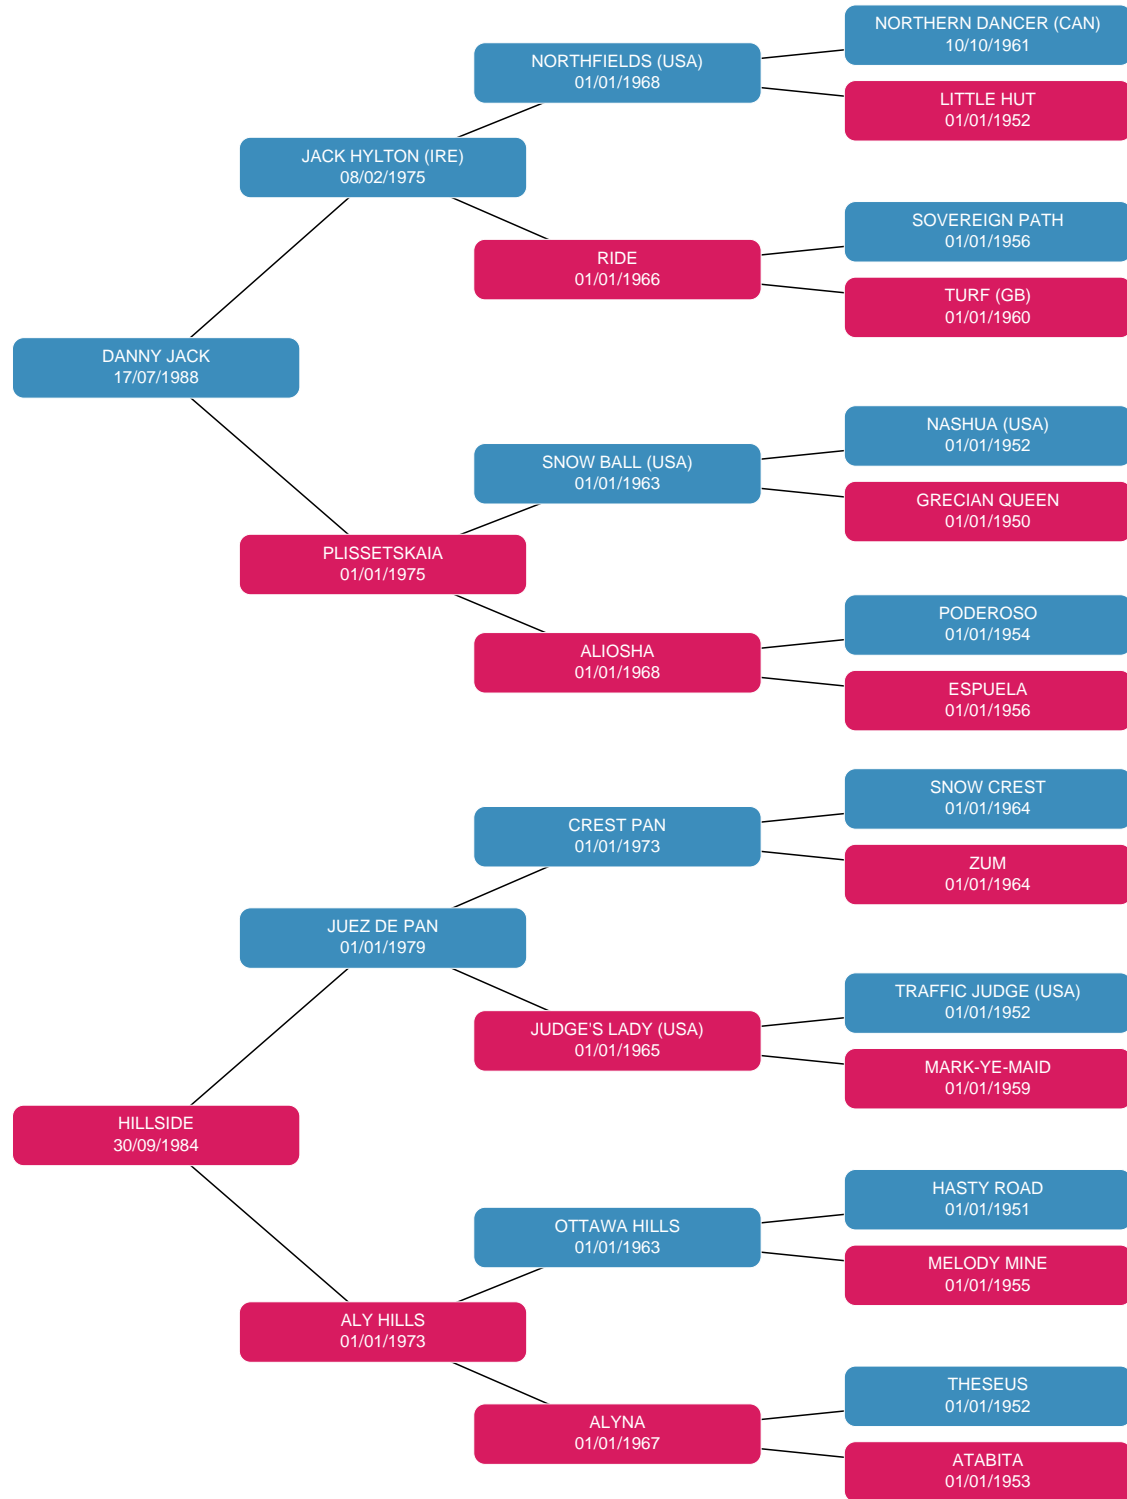 NORTHERN DANCER (CAN)
10/10/1961
NORTHFIELDS (USA)
01/01/1968
LITTLE HUT
01/01/1952
JACK HYLTON (IRE)
08/02/1975
SOVEREIGN PATH
01/01/1956
RIDE
01/01/1966
TURF (GB)
01/01/1960
DANNY JACK
17/07/1988
NASHUA (USA)
01/01/1952
SNOW BALL (USA)
01/01/1963
GRECIAN QUEEN
01/01/1950
PLISSETSKAIA
01/01/1975
PODEROSO
01/01/1954
ALIOSHA
01/01/1968
ESPUELA
01/01/1956
SNOW CREST
01/01/1964
CREST PAN
01/01/1973
ZUM
01/01/1964
JUEZ DE PAN
01/01/1979
TRAFFIC JUDGE (USA)
01/01/1952
JUDGE'S LADY (USA)
01/01/1965
MARK-YE-MAID
01/01/1959
HILLSIDE
30/09/1984
HASTY ROAD
01/01/1951
OTTAWA HILLS
01/01/1963
MELODY MINE
01/01/1955
ALY HILLS
01/01/1973
THESEUS
01/01/1952
ALYNA
01/01/1967
ATABITA
01/01/1953